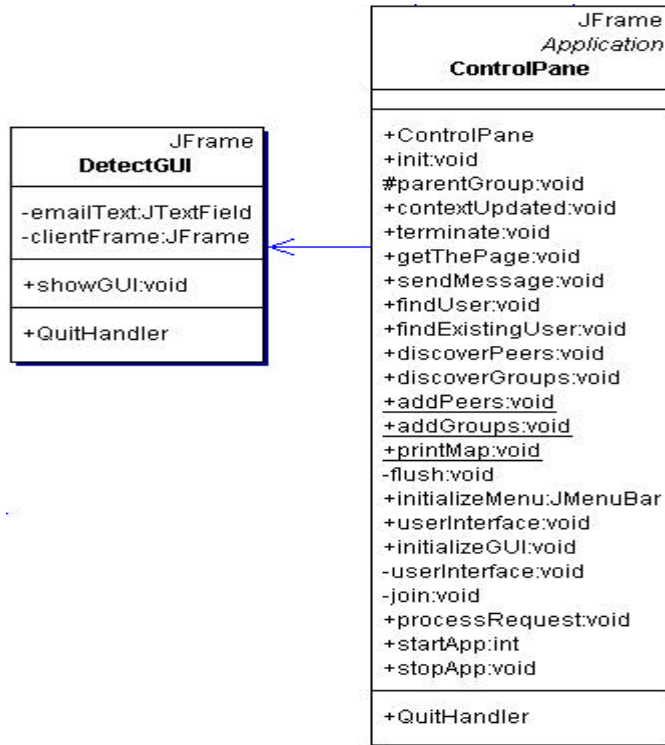 JFrame
DetectGUI
-emailText:JTextField
-clientFrame:JFrame
+showGUI:void
+QuitHandler
JFrame
Application
ControlPane
+ControlPane
+init:void
#parentGroup:void
+contextUpdated:void
+terminate:void
+getThePage:void
+sendMessage:void
+findUser:void
+findExistingUser:void
+discoverPeers:void
+discoverGroups:void
+addPeers:void
+addGroups:void
+printMap:void
-flush:void
+initializeMenu:JMenuBar
+userInterface:void
+initializeGUI:void
-userInterface:void
-join:void
+processRequest:void
+startApp:int
+stopApp:void
+QuitHandler